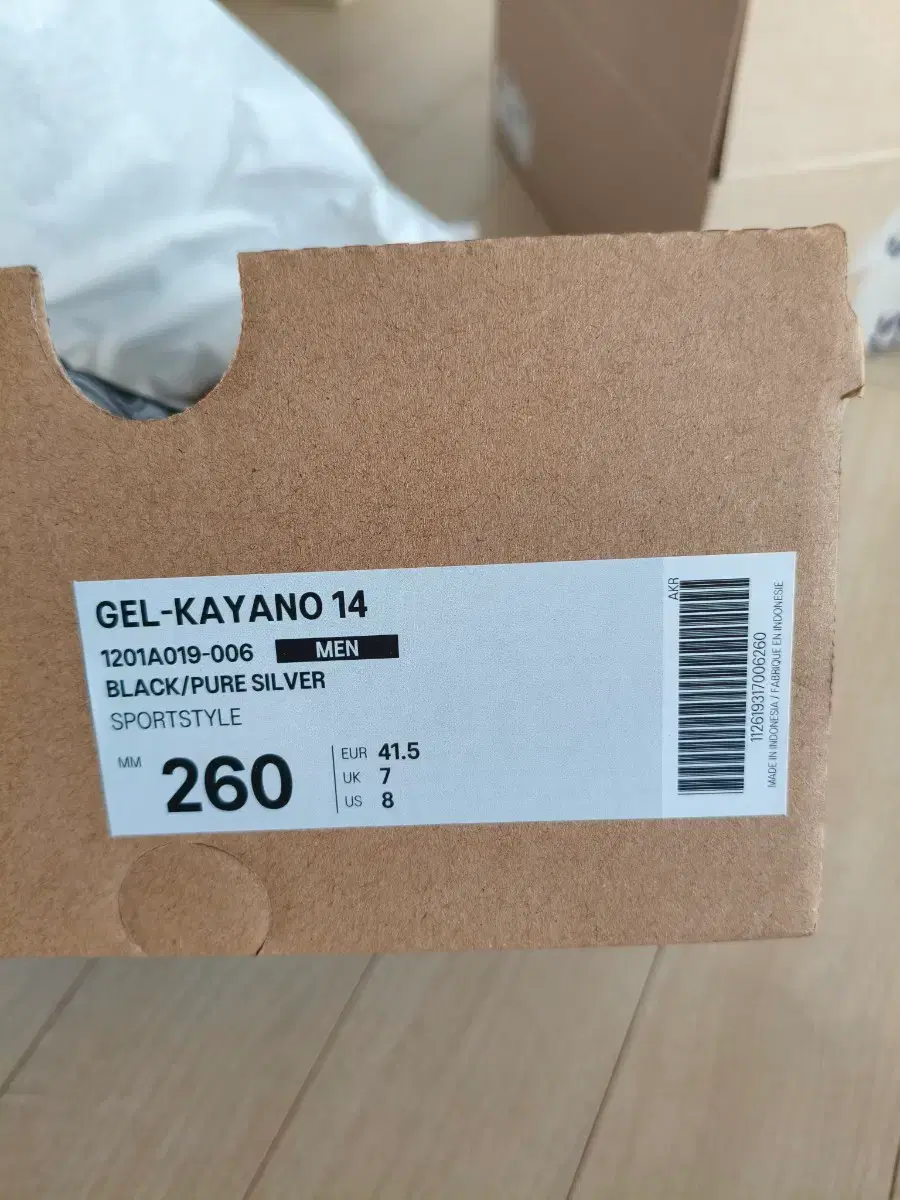 GEL-KAYANO 14
1201A019-006 MEN
BLACK/PURE SILVER
SPORTSTYLE
MM 260
EUR 41.5
UK 7
US 8
AKR
112619317006260
MADE IN INDONESIA / FABRIQUE EN INDONESIE